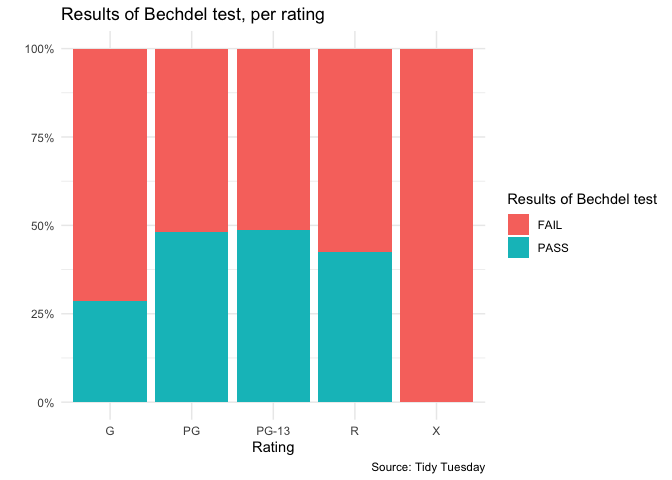 Results of Bechdel test, per rating
100%
75%
50%
25%
0%
G PG PG-13 R X
Rating
Source: Tidy Tuesday
Results of Bechdel test
FAIL
PASS